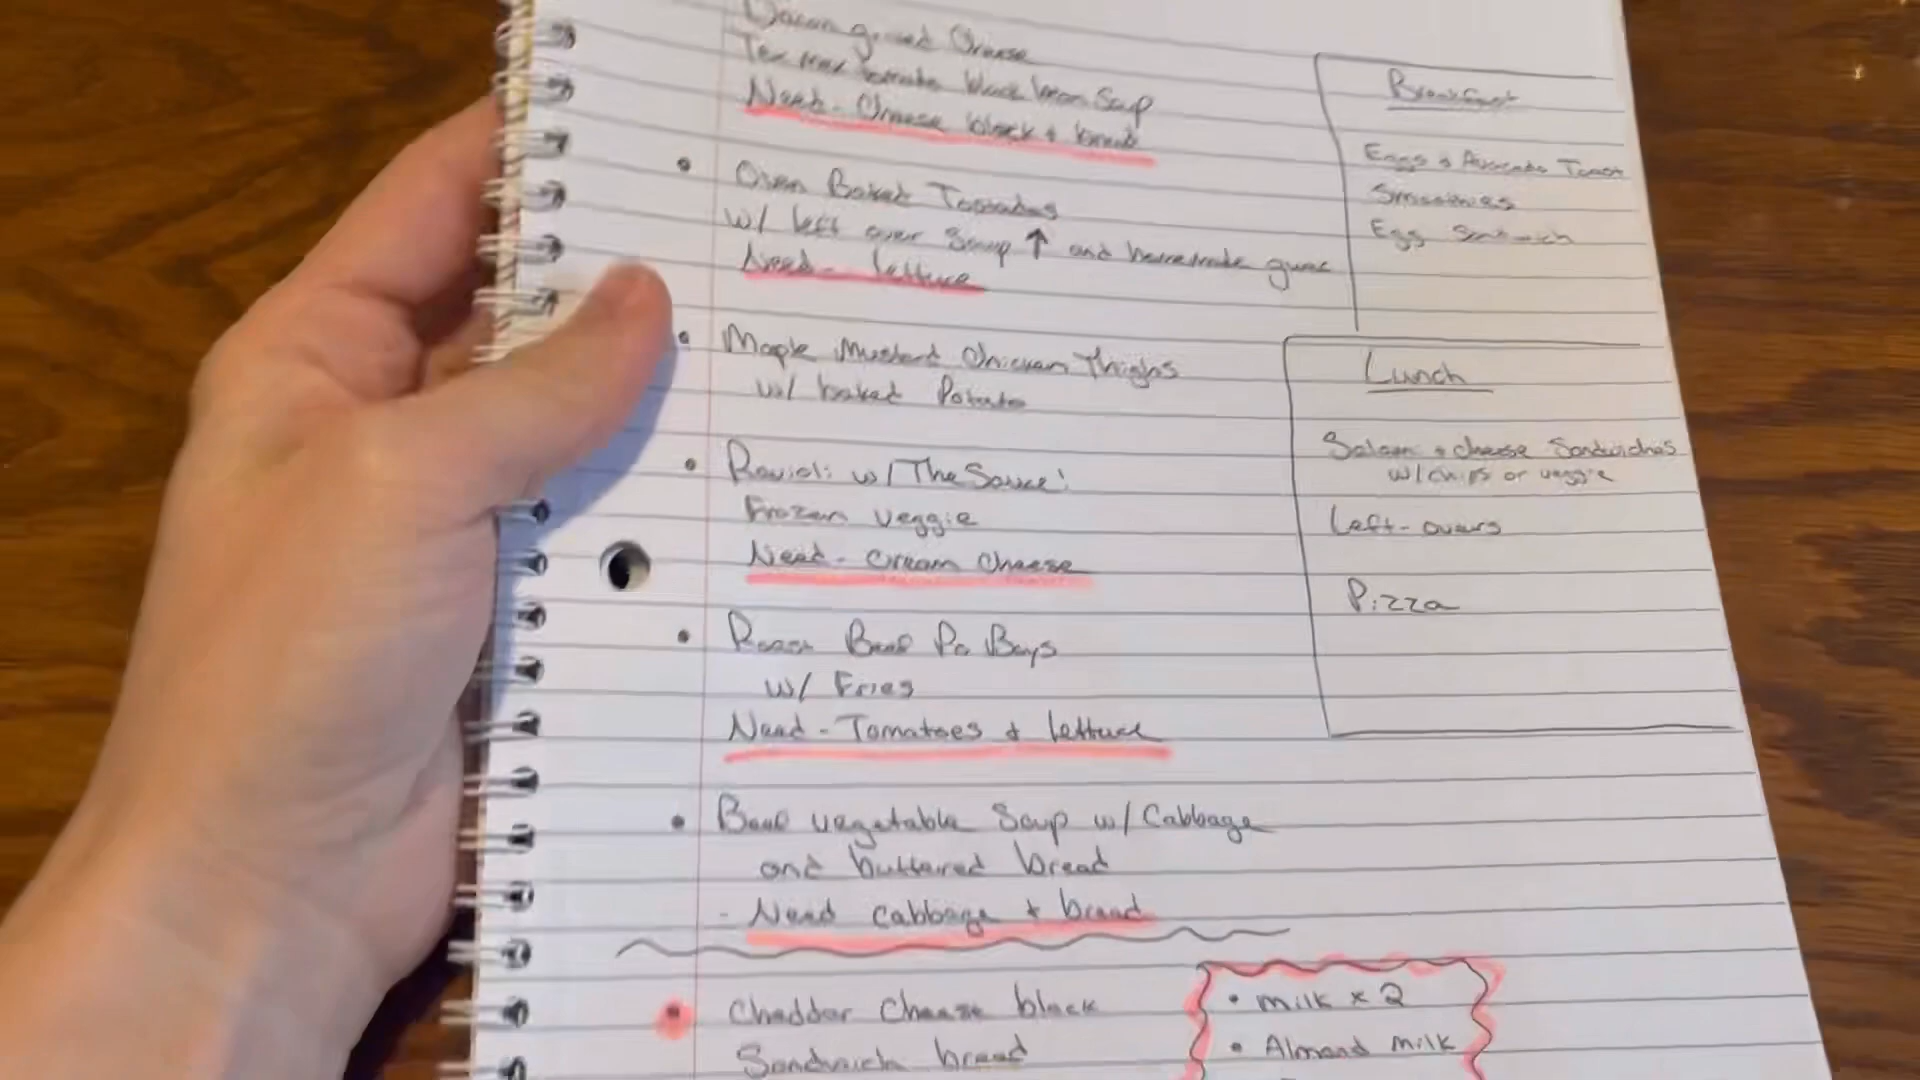 Bacon grilled Cheese
Tex mex tomato black bean Soup
Need - Cheese block + bread
• Oven Baked Tostadas
w/ left over Soup ↑ and homemade guac
Need - lettuce
• Maple Mustard Chicken Thighs
w/ baked Potato
• Ravioli w/ "The Sauce"
Frozen veggie
Need - Cream Cheese
• Roast Beef Po Boys
w/ Fries
Need - Tomatoes + lettuce
• Beef vegetable Soup w/ Cabbage
and buttered bread
- Need cabbage + bread
• Cheddar Cheese block
Sandwich bread
Breakfast
Eggs + Avocado Toast
Smoothies
Egg Sandwich
Lunch
Salami + cheese Sandwiches
w/ chips or veggie
Left-overs
Pizza
• Milk x 2
• Almond Milk